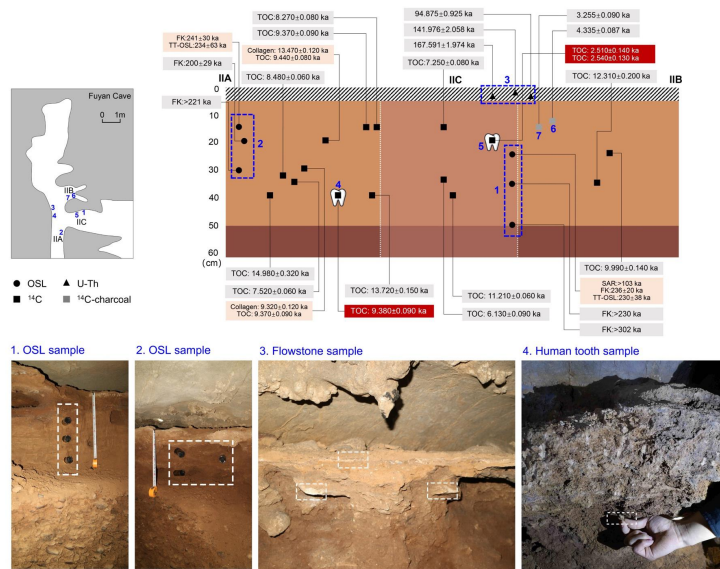 TOC:8.270±0.080 ka
94.875±0.925 ka
3.255±0.090 ka
FK:241±30 ka
TT-OSL:234±63 ka
TOC:9.370±0.090 ka
141.976±2.058 ka
4.335±0.087 ka
Collagen: 13.470±0.120 ka
TOC: 9.440±0.080 ka
167.591±1.974 ka
TOC: 2.510±0.140 ka
TOC: 2.540±0.130 ka
FK:200±29 ka
TOC:7.250±0.080 ka
TOC: 8.480±0.060 ka
TOC: 12.310±0.200 ka
IIA
IIC
3
IIB
FK:>221 ka
0
10
20
30
40
50
60
(cm)
2
4
5
1
7
6
Fuyan Cave
0 1m
IIB
7 6
3
4
5 1
IIC
2
IIA
OSL
U-Th
14C
14C-charcoal
TOC: 14.980±0.320 ka
TOC: 7.520±0.060 ka
Collagen: 9.320±0.120 ka
TOC: 9.370±0.090 ka
TOC: 13.720±0.150 ka
TOC: 9.380±0.090 ka
TOC: 11.210±0.060 ka
TOC: 6.130±0.090 ka
TOC: 9.990±0.140 ka
SAR:>103 ka
FK:236±20 ka
TT-OSL:230±38 ka
FK:>230 ka
FK:>302 ka
1. OSL sample
2. OSL sample
3. Flowstone sample
4. Human tooth sample